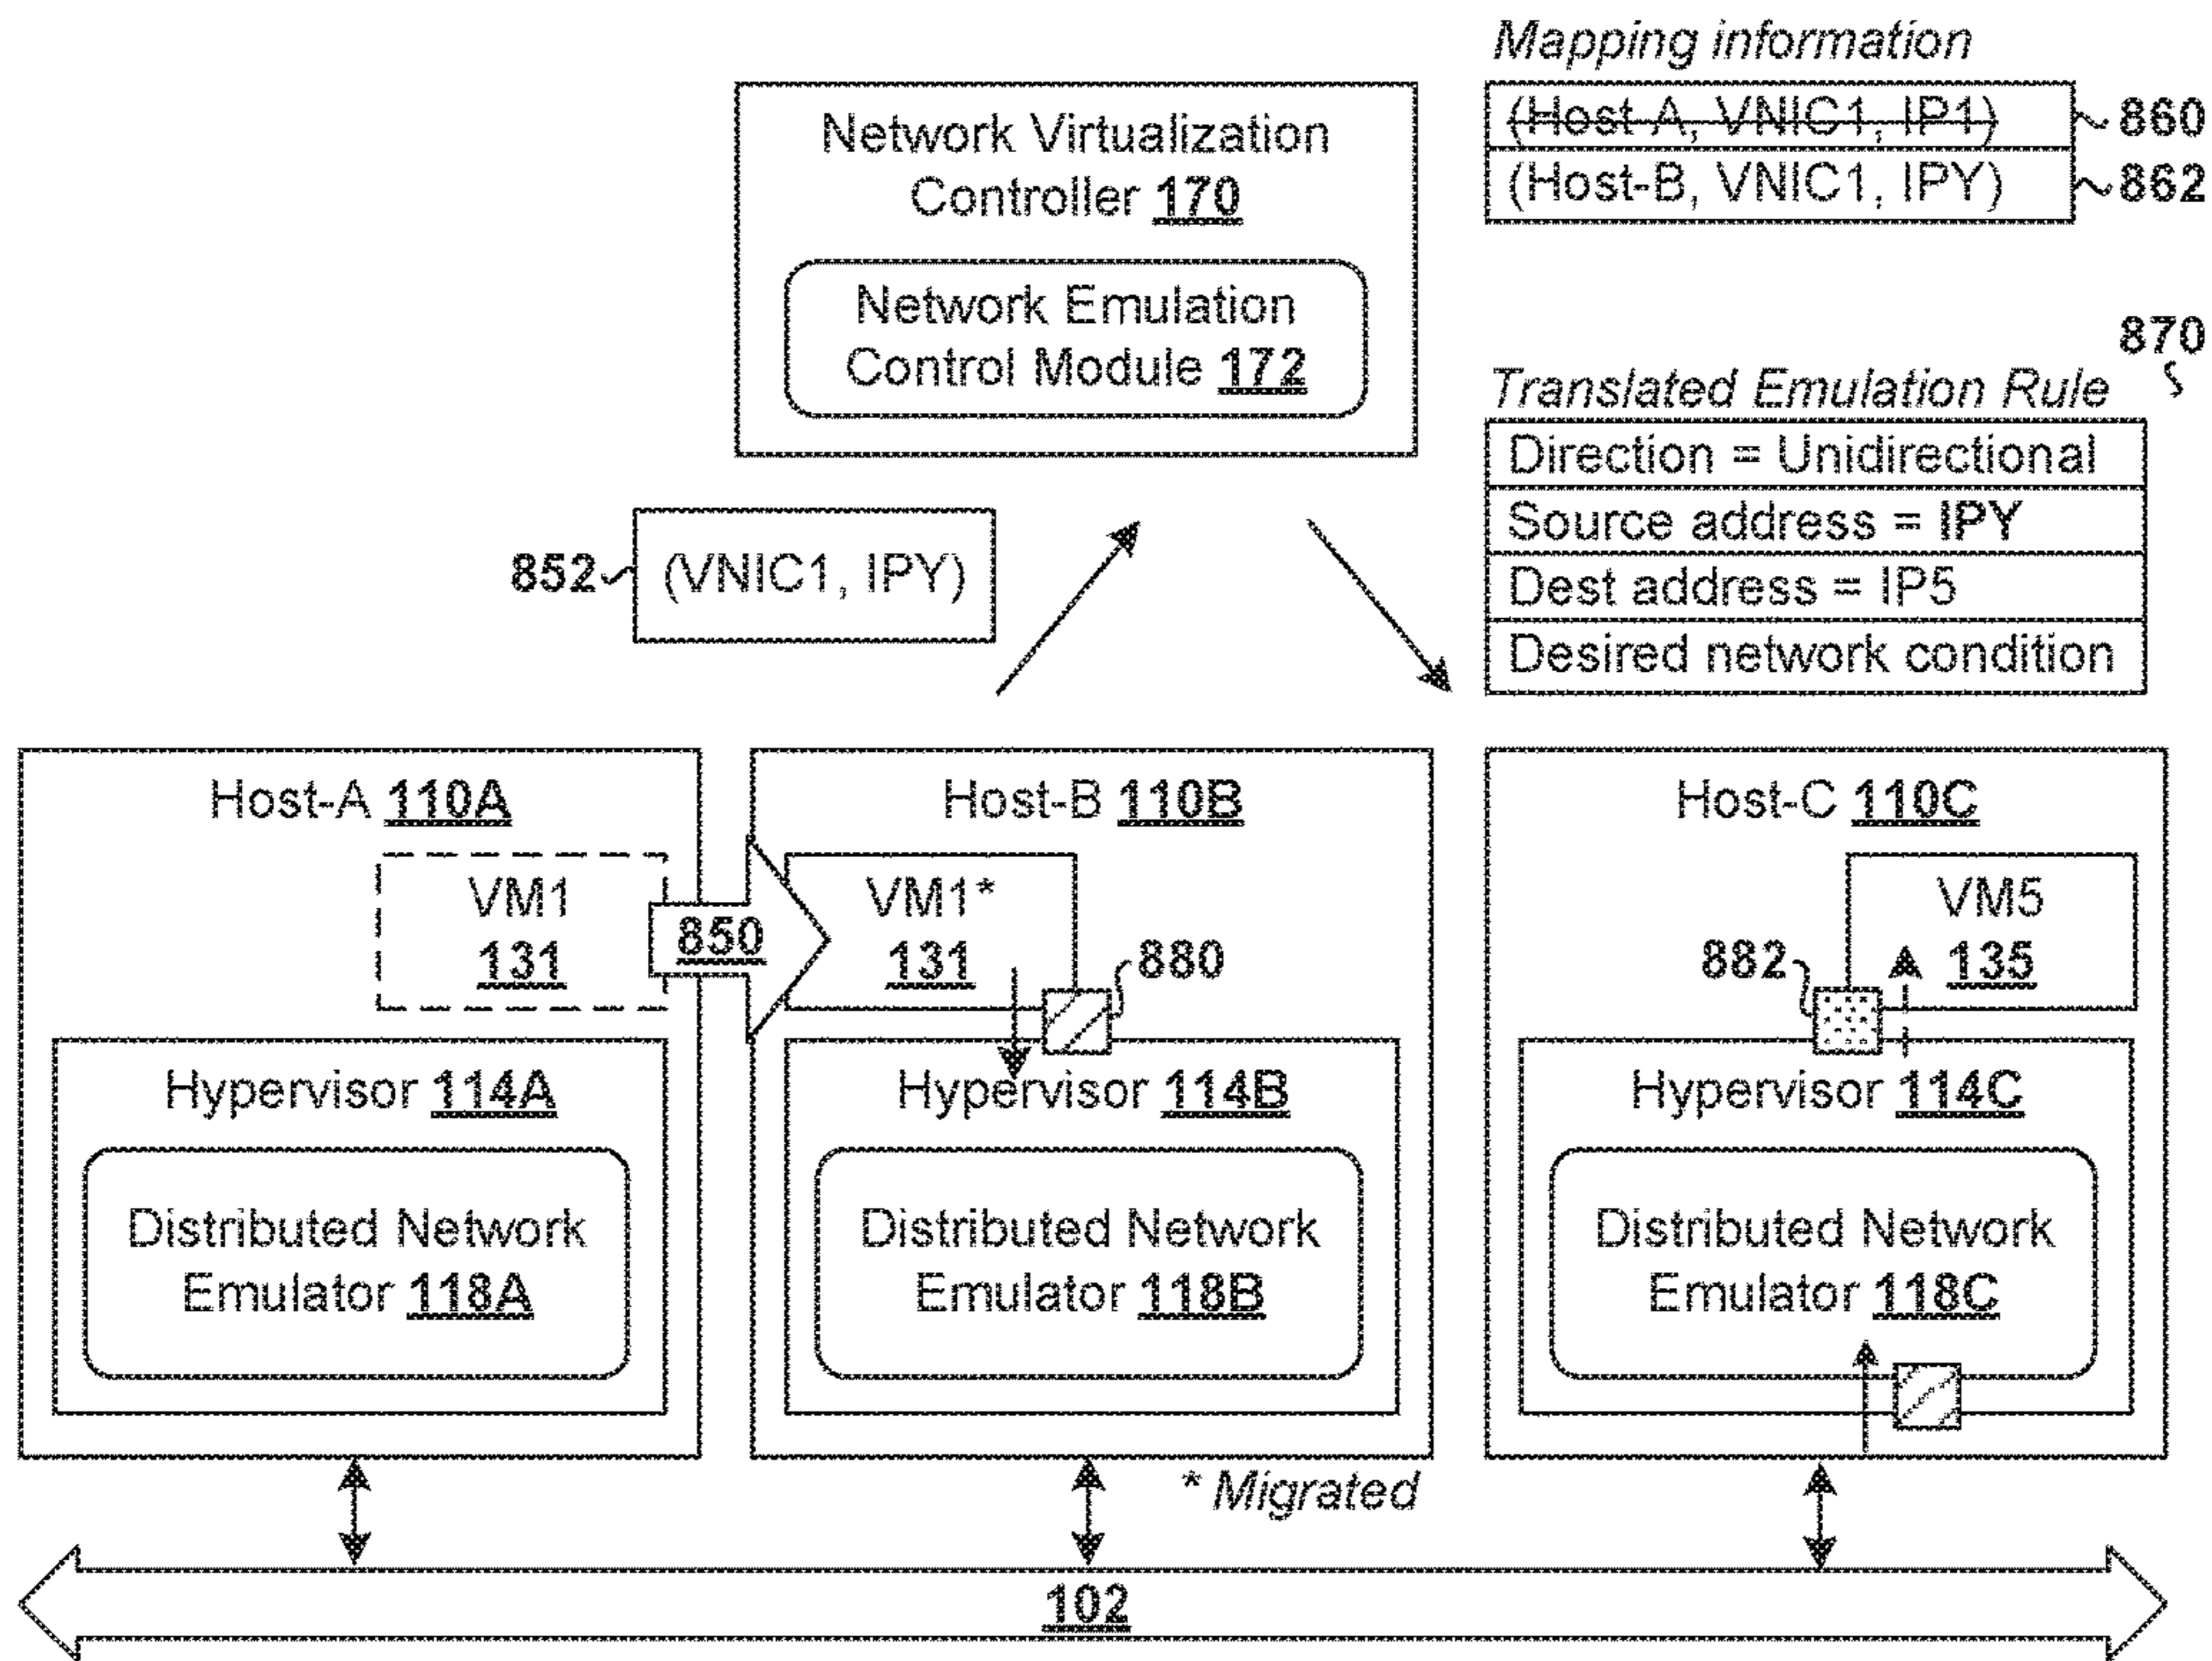 Mapping information
(Host-A, VNIC1, IP1)
860
(Host-B, VNIC1, IPY)
862
Network Virtualization
Controller 170
Network Emulation
Control Module 172
870
Translated Emulation Rule
Direction = Unidirectional
Source address = IPY
Dest address = IP5
Desired network condition
852
(VNIC1, IPY)
Host-A 110A
VM1
131
850
Hypervisor 114A
Distributed Network
Emulator 118A
Host-B 110B
VM1*
131
880
Hypervisor 114B
Distributed Network
Emulator 118B
* Migrated
Host-C 110C
VM5
135
882
Hypervisor 114C
Distributed Network
Emulator 118C
102